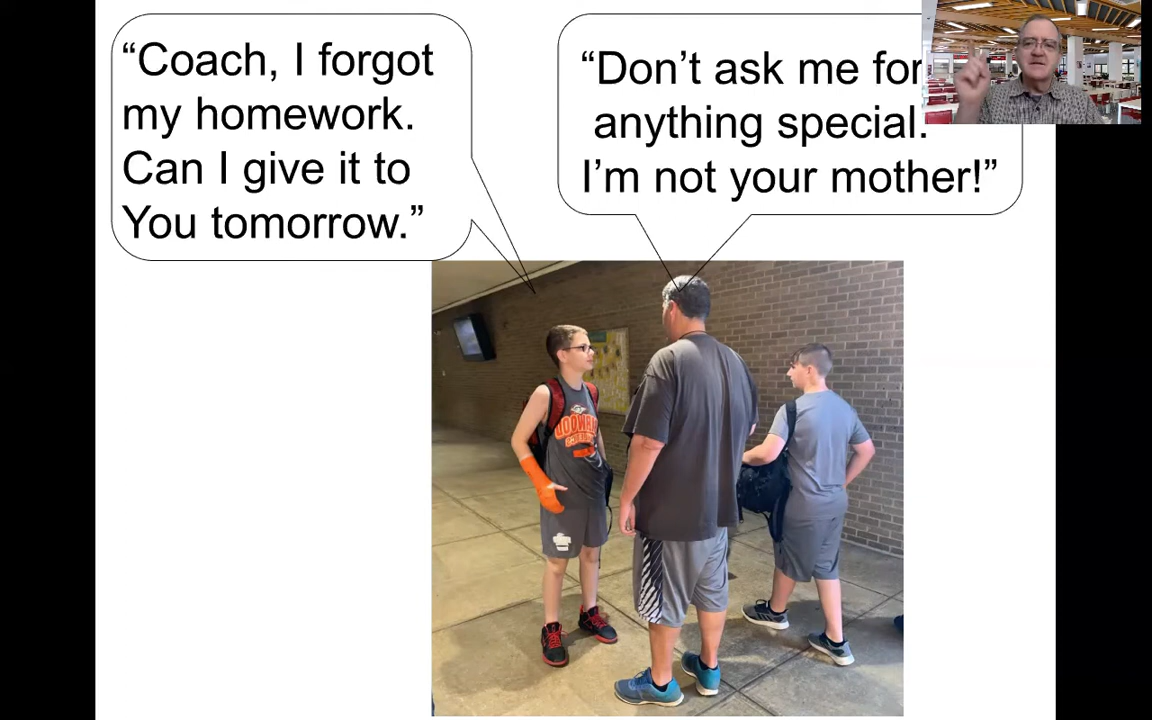 “Coach, I forgot
my homework.
Can I give it to
You tomorrow.”
“Don’t ask me for
anything special.
I’m not your mother!”